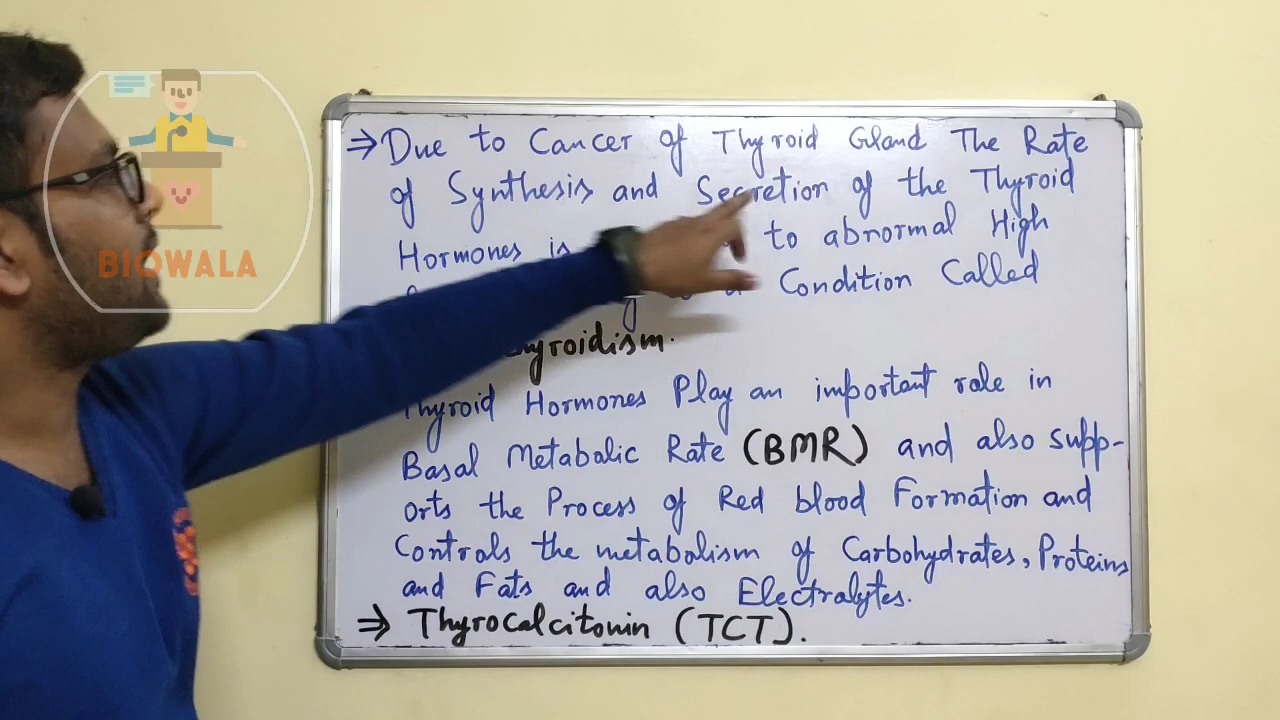 BIOWALA
⇒ Due to Cancer of Thyroid Gland The Rate
of Synthesis and Secretion of the Thyroid
Hormones is to abnormal High
a Condition Called
thyroidism.
Thyroid Hormones Play an important role in
Basal Metabolic Rate (BMR) and also supp-
orts the Process of Red blood Formation and
Controls the metabolism of Carbohydrates, Proteins
and Fats and also Electrolytes.
⇒ Thyrocalcitonin (TCT).